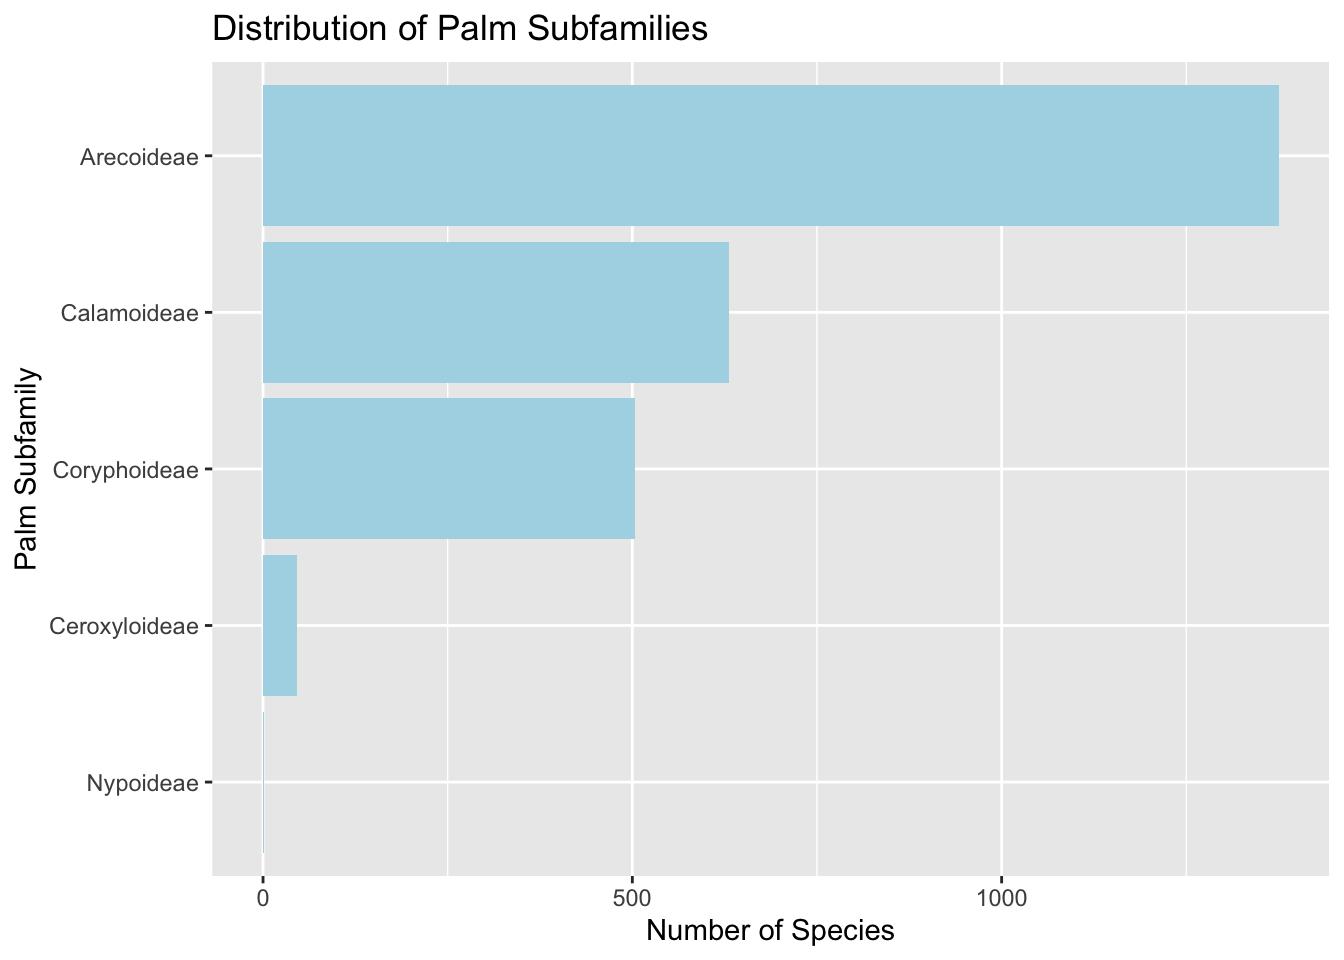 Distribution of Palm Subfamilies
Arecoideae
Calamoideae
Coryphoideae
Ceroxyloideae
Nypoideae
Palm Subfamily
0 500 1000
Number of Species